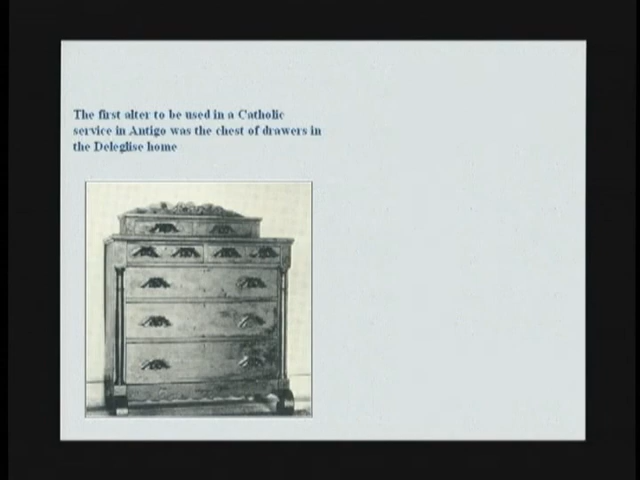 The first alter to be used in a Catholic
service in Antigo was the chest of drawers in
the Deleglise home